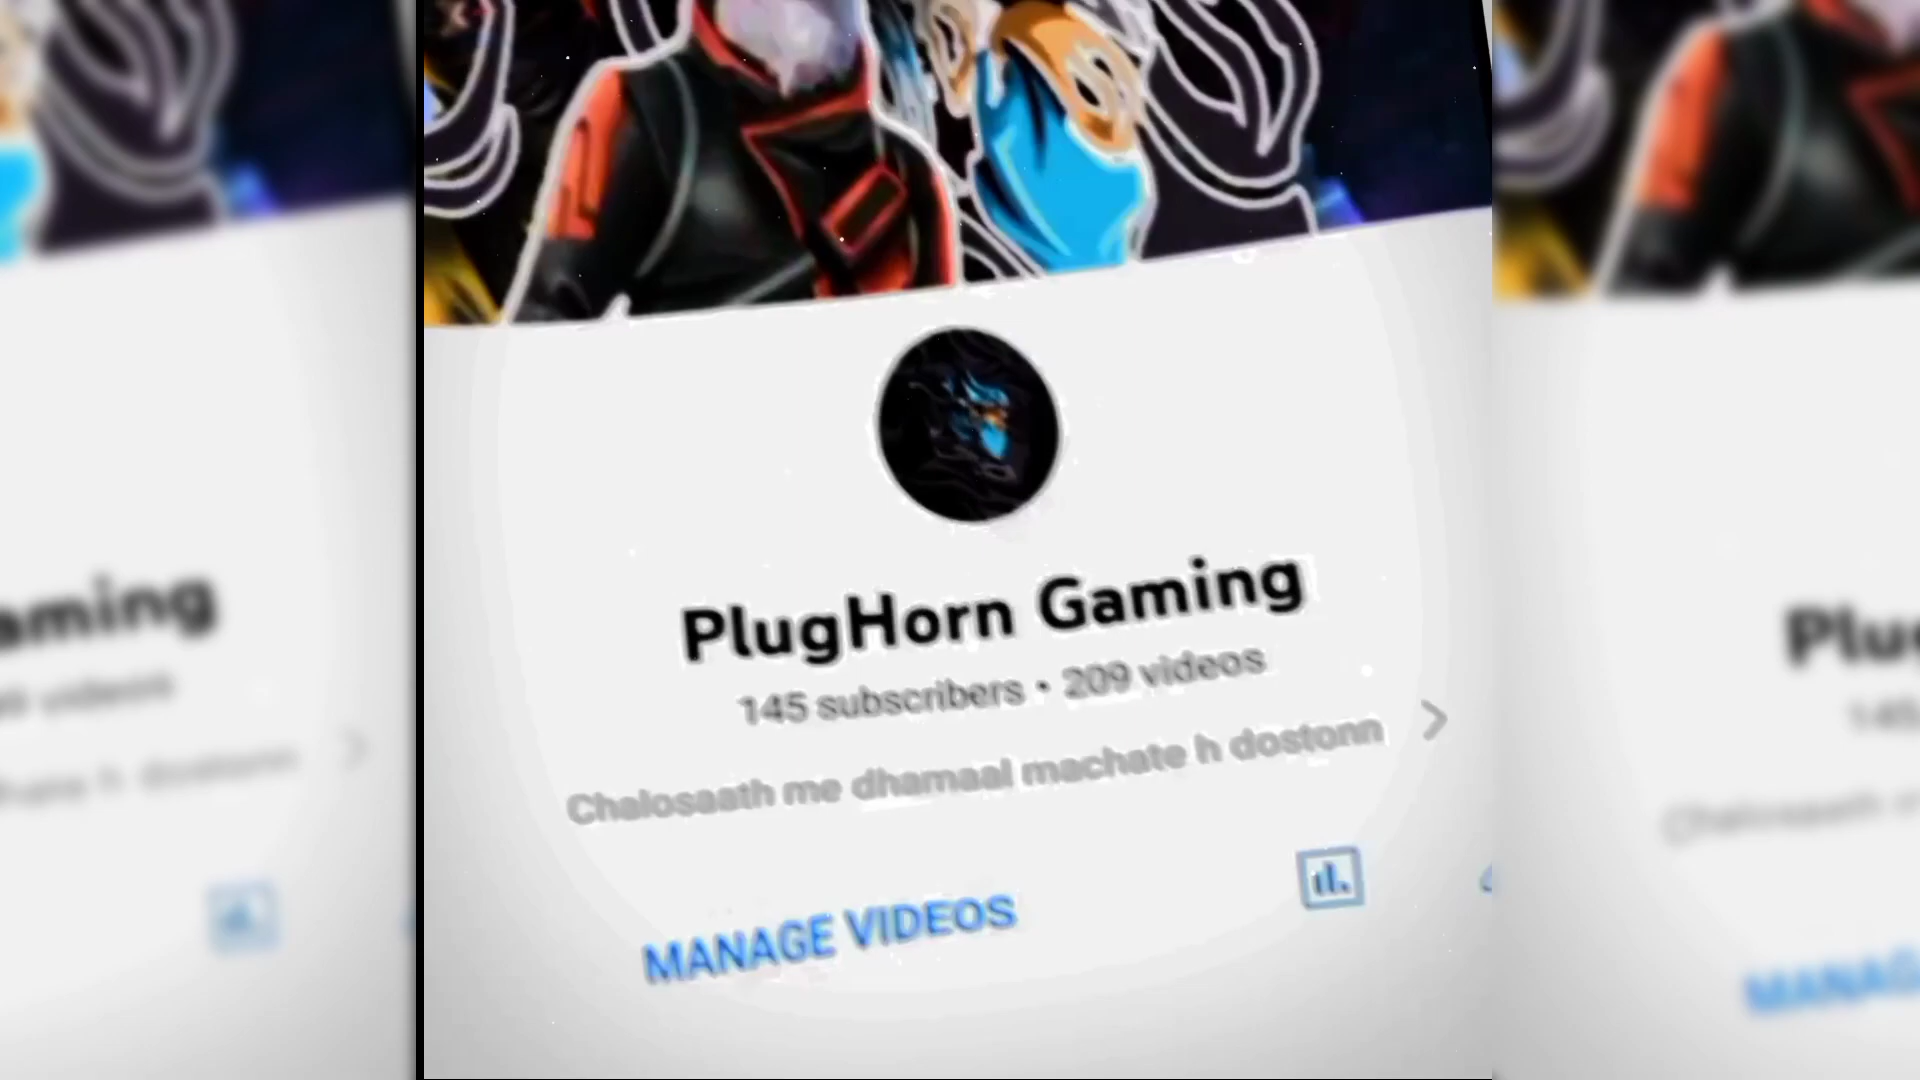 PlugHorn Gaming
145 subscribers • 209 videos
Chalosaath me dhamaal machate h dostonn
MANAGE VIDEOS